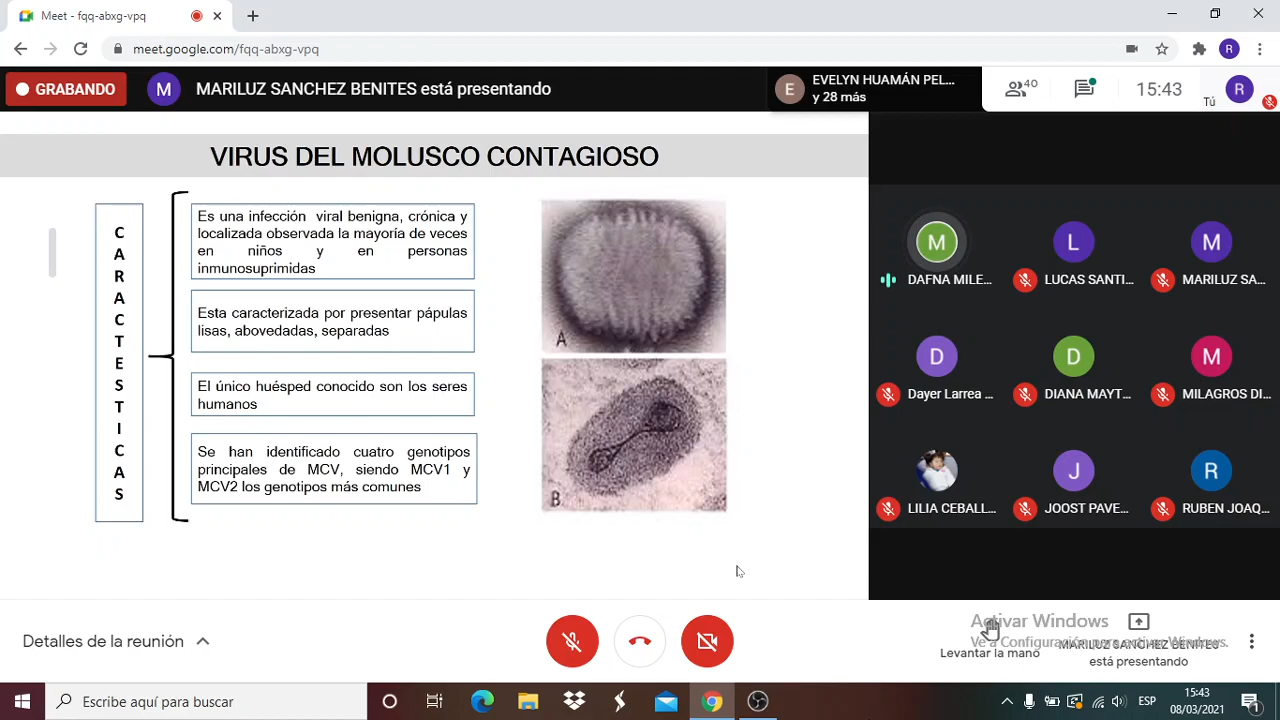 Meet - fqq-abxg-vpq
meet.google.com/fqq-abxg-vpq
R
GRABANDO
M
MARILUZ SANCHEZ BENITES está presentando
E
EVELYN HUAMÁN PEL...
y 28 más
40
15:43
Tú
R
VIRUS DEL MOLUSCO CONTAGIOSO
C
A
R
A
C
T
E
S
T
I
C
A
S
Es una infección viral benigna, crónica y
localizada observada la mayoría de veces
en niños y en personas
inmunosuprimidas
Esta caracterizada por presentar pápulas
lisas, abovedadas, separadas
El único huésped conocido son los seres
humanos
Se han identificado cuatro genotipos
principales de MCV, siendo MCV1 y
MCV2 los genotipos más comunes
A
B
M
DAFNA MILE...
L
LUCAS SANTI...
M
MARILUZ SA...
D
Dayer Larrea ...
D
DIANA MAYT...
M
MILAGROS DI...
LILIA CEBALL...
J
JOOST PAVE...
R
RUBEN JOAQ...
Detalles de la reunión
Activar Windows
Ve a Configuración para activar Windows.
Levantar la mano
MARILUZ SANCHEZ BENITES
está presentando
Escribe aquí para buscar
ESP
15:43
08/03/2021
1